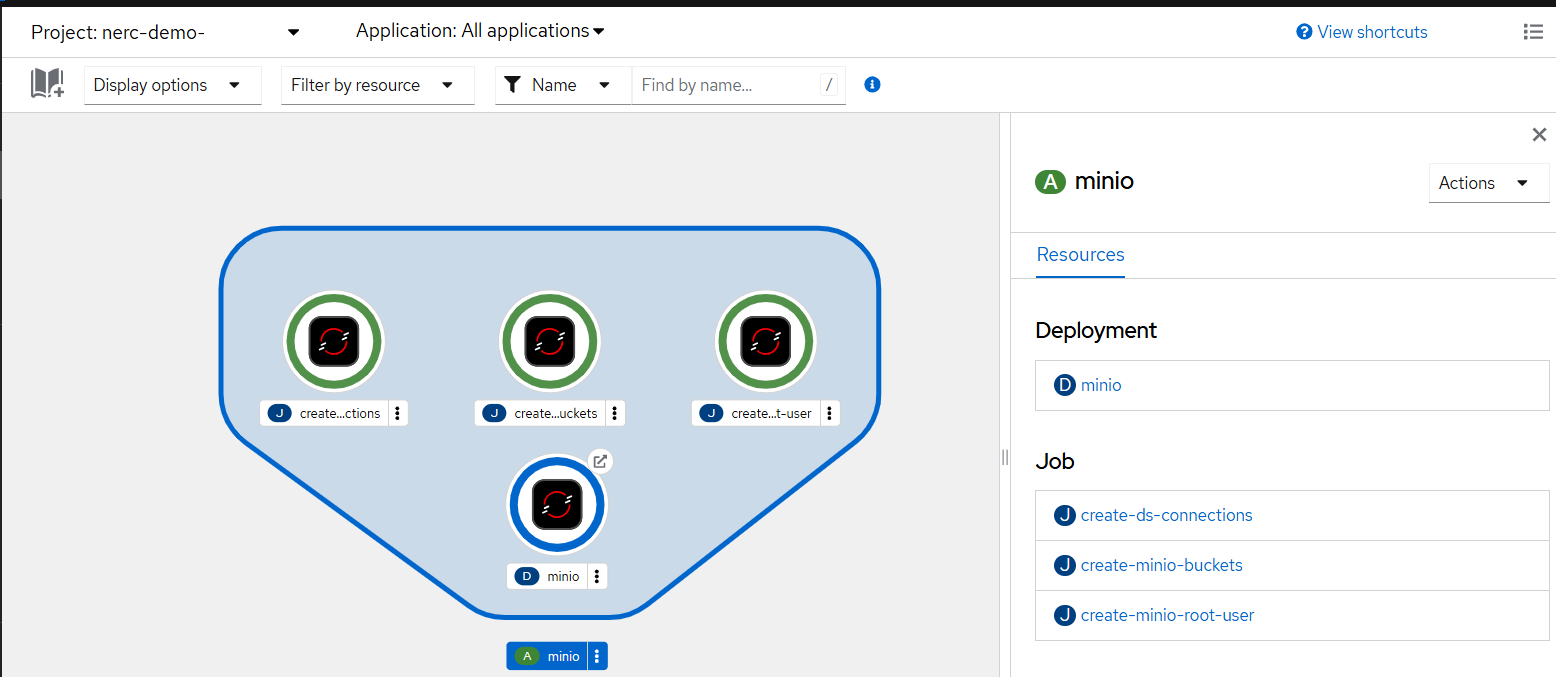 Project: nerc-demo- Application: All applications View shortcuts
Display options Filter by resource Name Find by name... /
A minio Actions
Resources
Deployment
D minio
J create...ctions J create...uckets J create...t-user
Job
J create-ds-connections
J create-minio-buckets
D minio
J create-minio-root-user
A minio